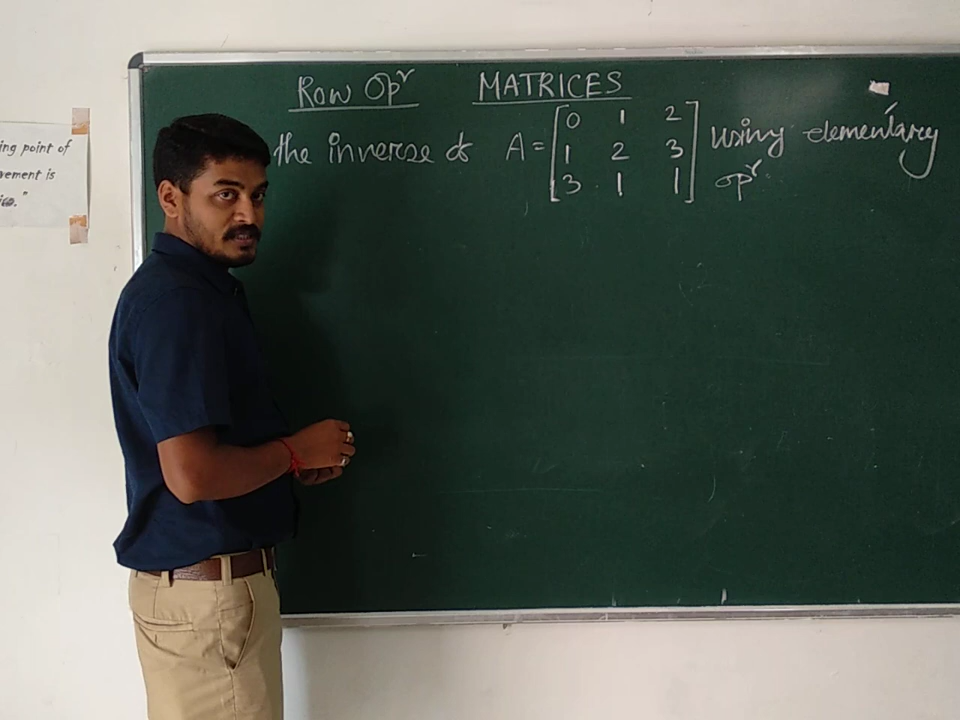 ing point of
vement is
Row Opr MATRICES
the inverse of A = [0 1 2
1 2 3
3 1 1] using elementary
opr.